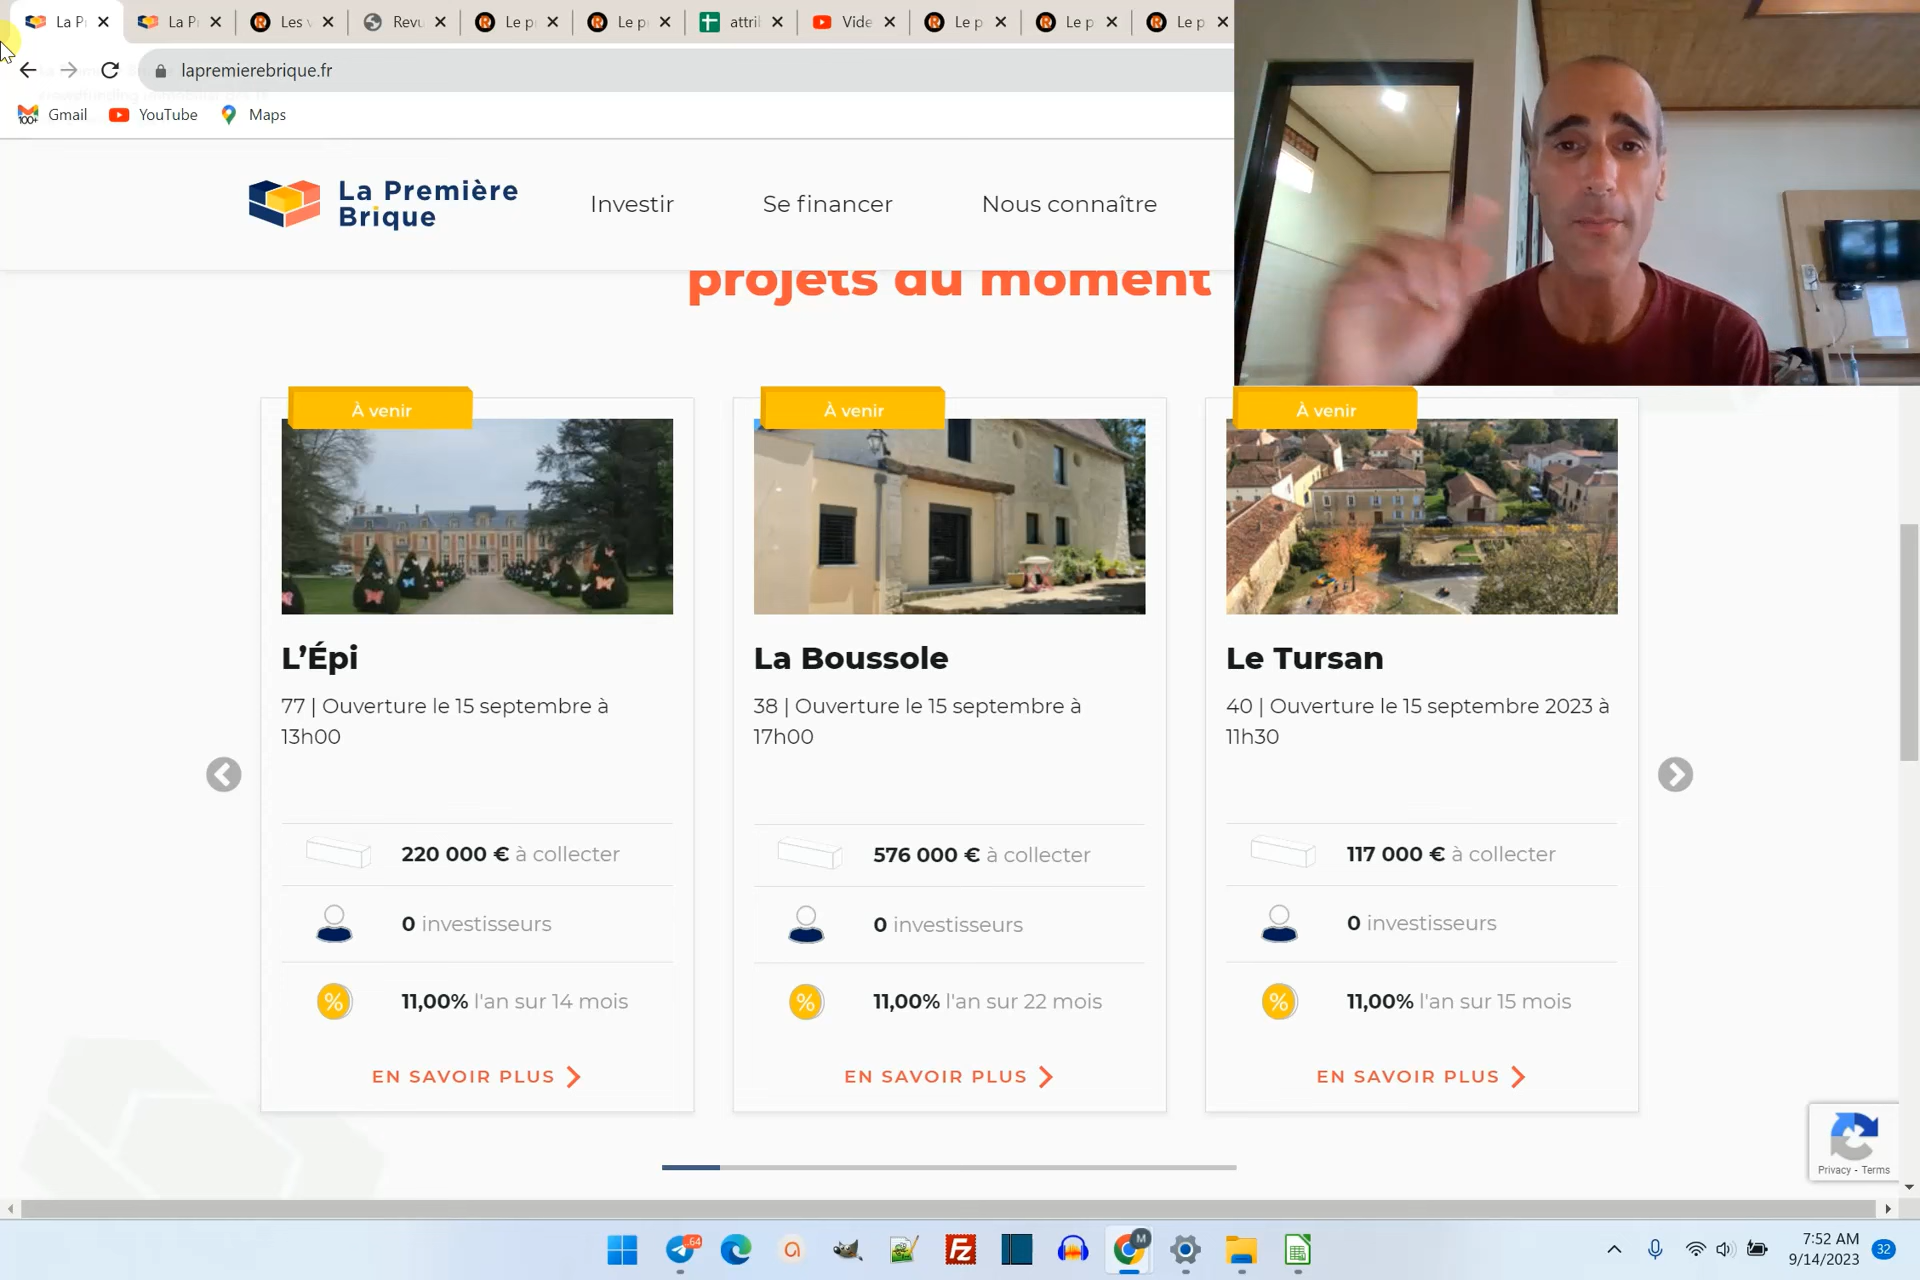 La P
La P
Les
Revu
Le p
Le p
attri
Vide
Le p
Le p
Le p
lapremierebrique.fr
Gmail
YouTube
Maps
La Première
Brique
Investir
Se financer
Nous connaître
projets du moment
À venir
À venir
À venir
L'Épi
La Boussole
Le Tursan
77 | Ouverture le 15 septembre à
13h00
38 | Ouverture le 15 septembre à
17h00
40 | Ouverture le 15 septembre 2023 à
11h30
220 000 € à collecter
576 000 € à collecter
117 000 € à collecter
0 investisseurs
0 investisseurs
0 investisseurs
11,00% l'an sur 14 mois
11,00% l'an sur 22 mois
11,00% l'an sur 15 mois
EN SAVOIR PLUS
EN SAVOIR PLUS
EN SAVOIR PLUS
Privacy - Terms
64
M
7:52 AM
9/14/2023
32